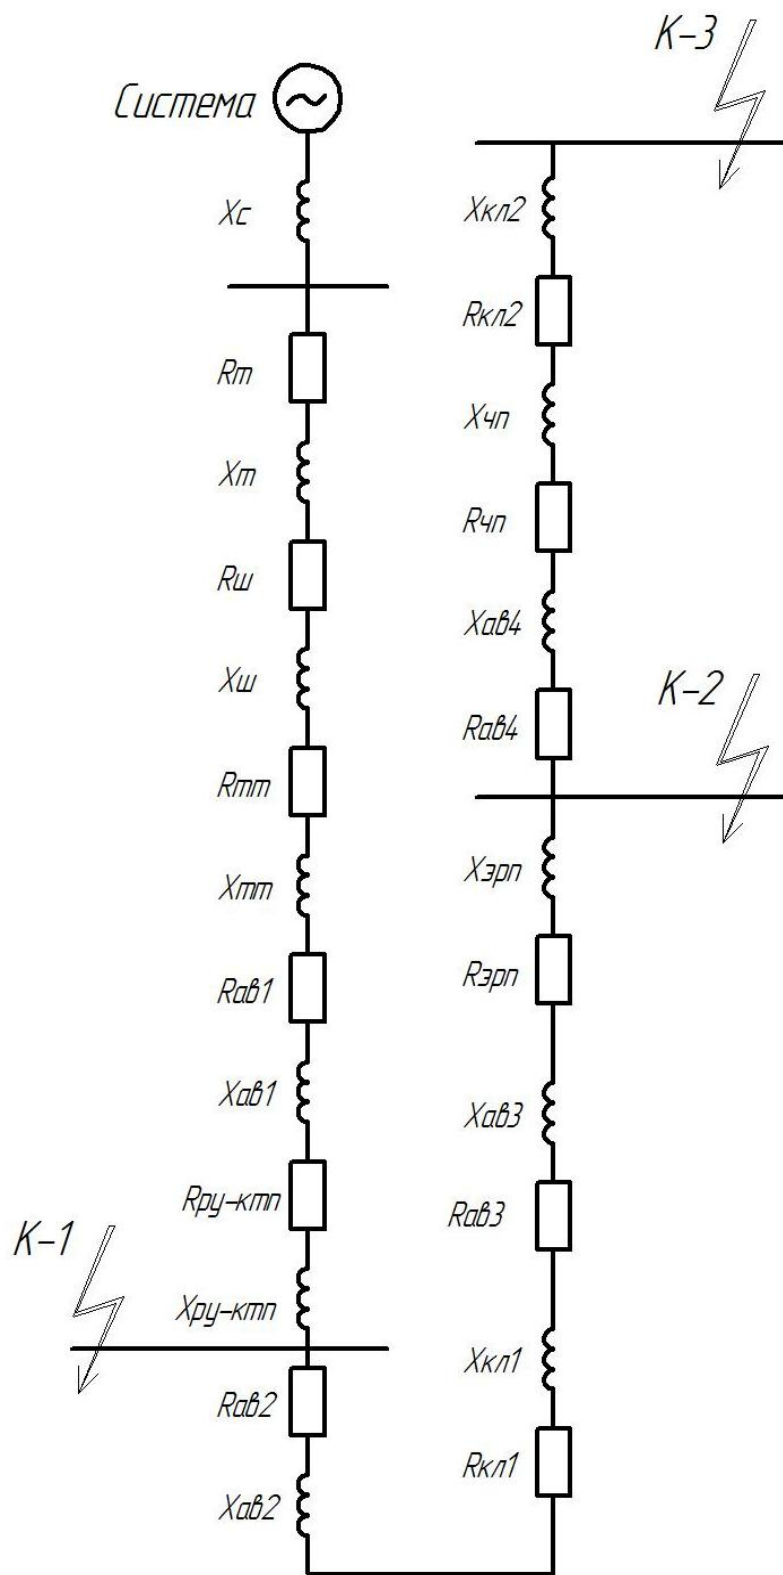 Система
Xс
Rт
Xт
Rш
Xш
Rтт
Xтт
Rав1
Xав1
Rру-ктп
K-1
Xру-ктп
Rав2
Xав2
K-3
Xкл2
Rкл2
Xчп
Rчп
Xав4
K-2
Rав4
Xэрп
Rэрп
Xав3
Rав3
Xкл1
Rкл1